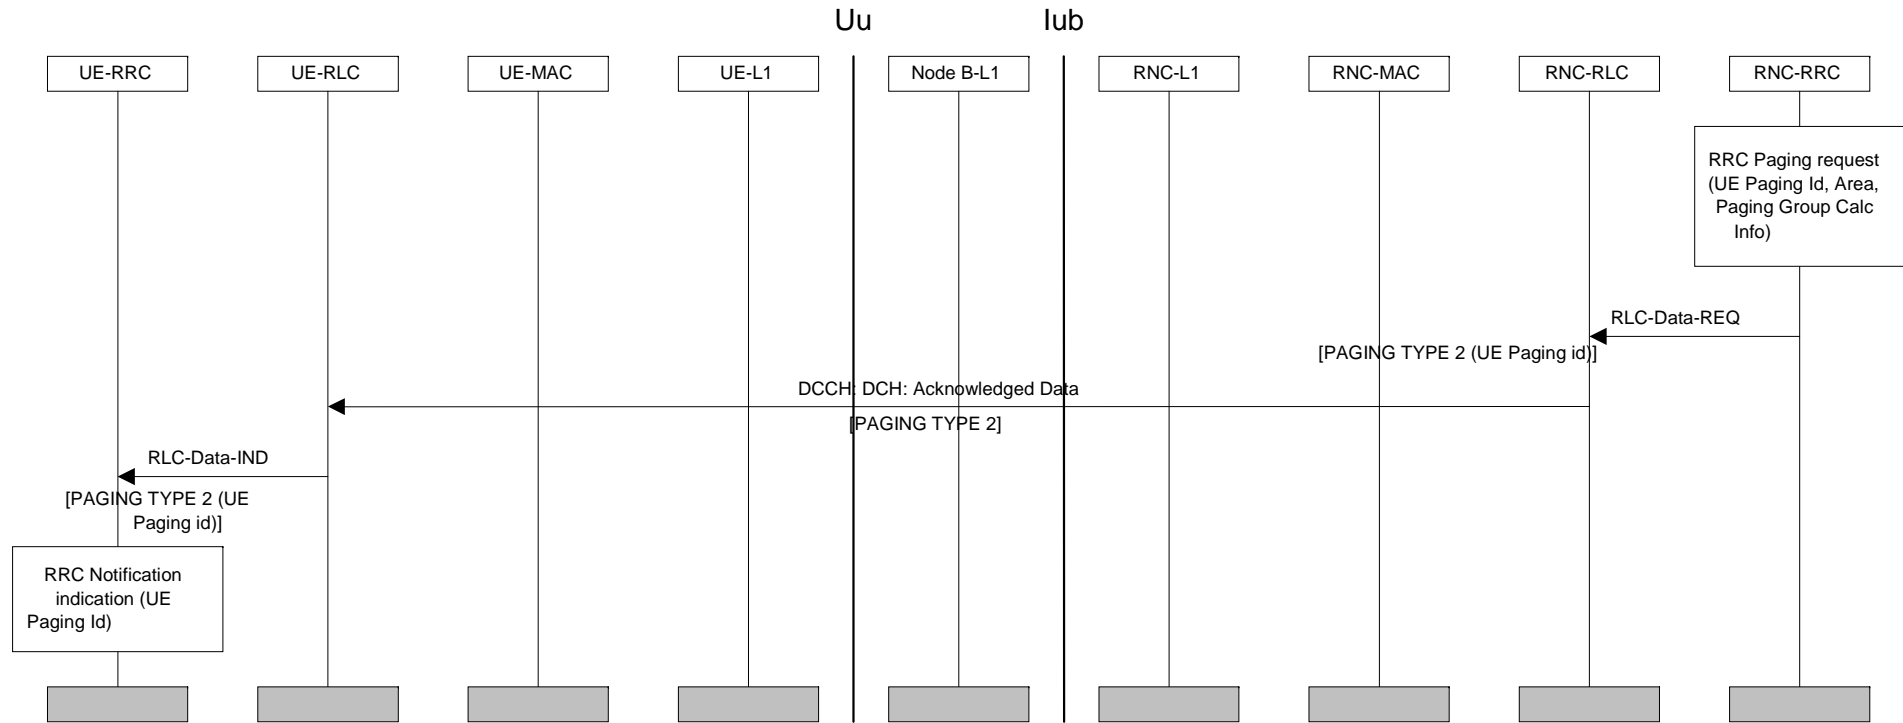 Uu
Iub
UE-RRC
UE-RLC
UE-MAC
UE-L1
Node B-L1
RNC-L1
RNC-MAC
RNC-RLC
RNC-RRC
RRC Paging request
(UE Paging Id, Area,
Paging Group Calc
Info)
RLC-Data-REQ
[PAGING TYPE 2 (UE Paging id)]
DCCH: DCH: Acknowledged Data
[PAGING TYPE 2]
RLC-Data-IND
[PAGING TYPE 2 (UE
Paging id)]
RRC Notification
indication (UE
Paging Id)